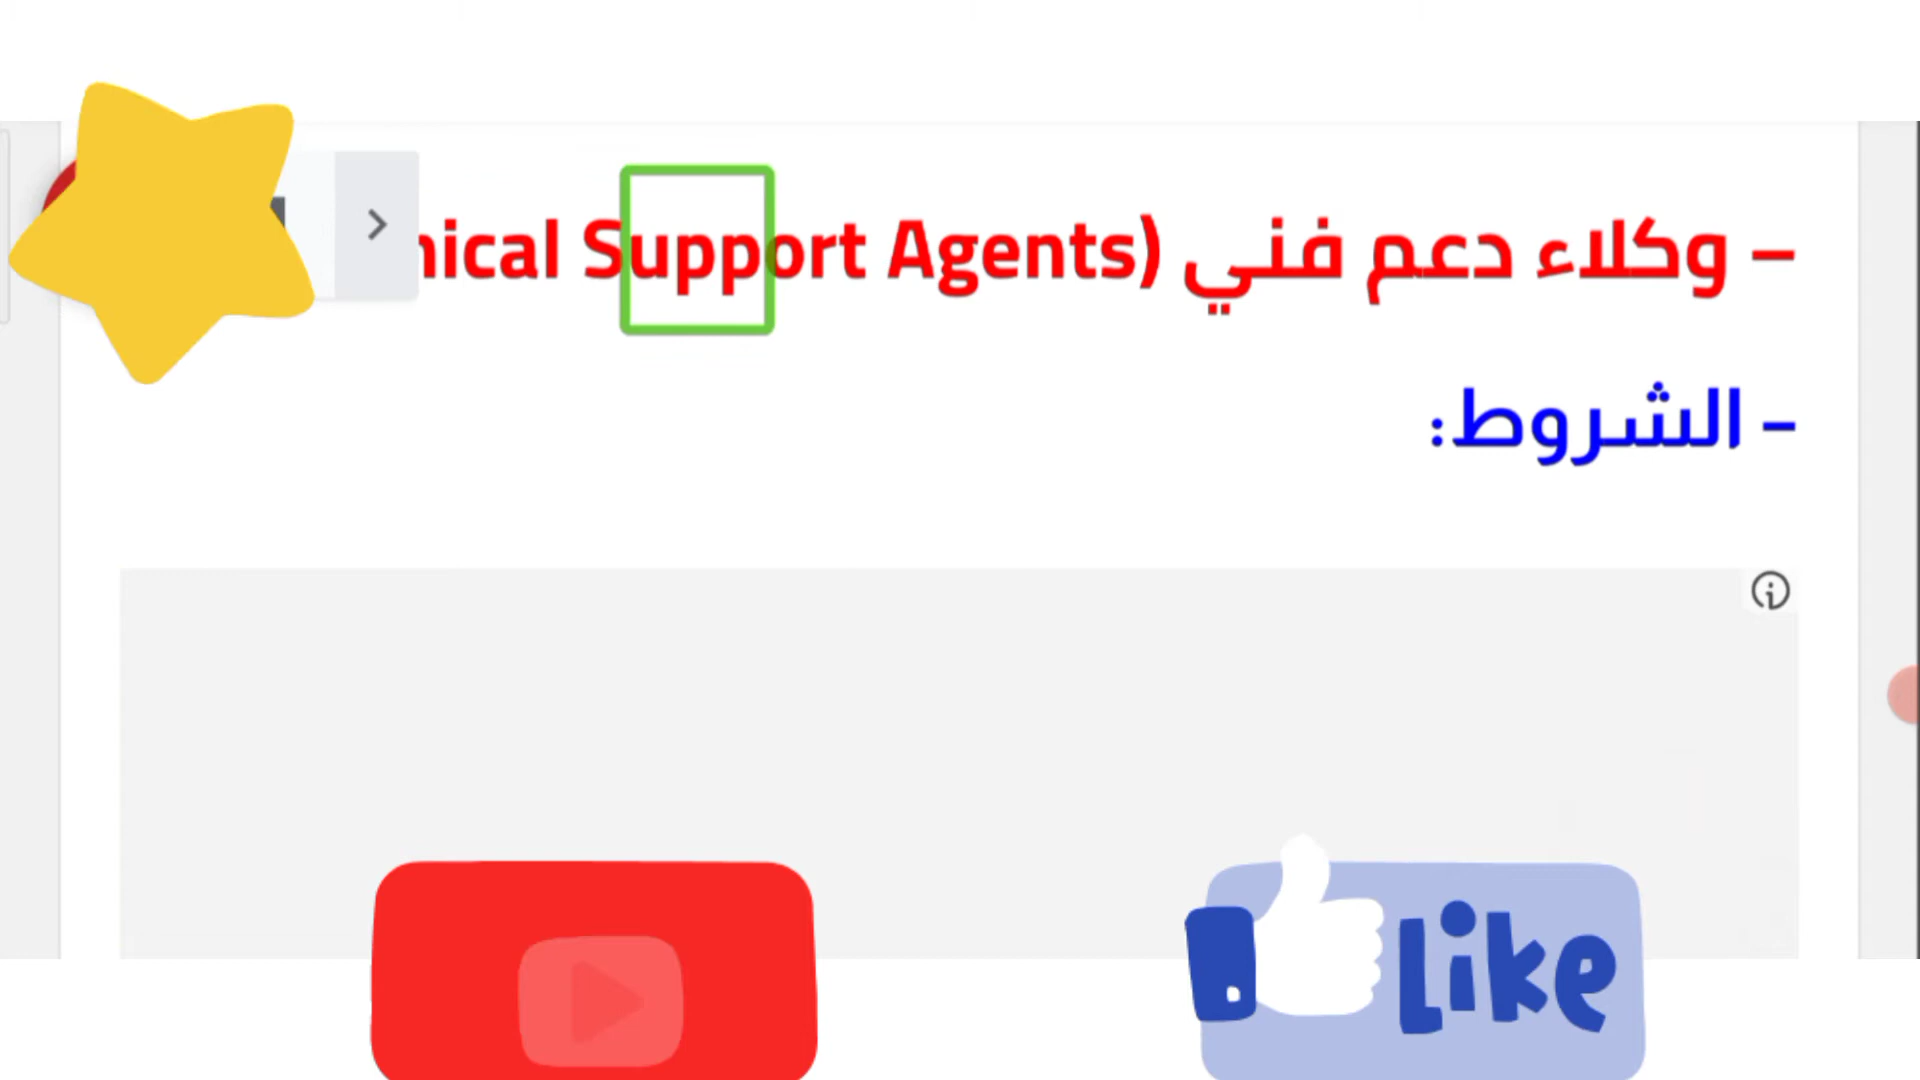 – وكلاء دعم فني (nical Support Agents
– الشروط:
Like